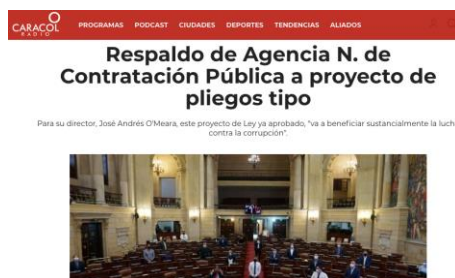 CARACOL
RADIO
PROGRAMAS PODCAST CIUDADES DEPORTES TENDENCIAS ALIADOS
Respaldo de Agencia N. de
Contratación Pública a proyecto de
pliegos tipo
Para su director, José Andrés O'Meara, este proyecto de Ley ya aprobado, "va a beneficiar sustancialmente la luch
contra la corrupción".